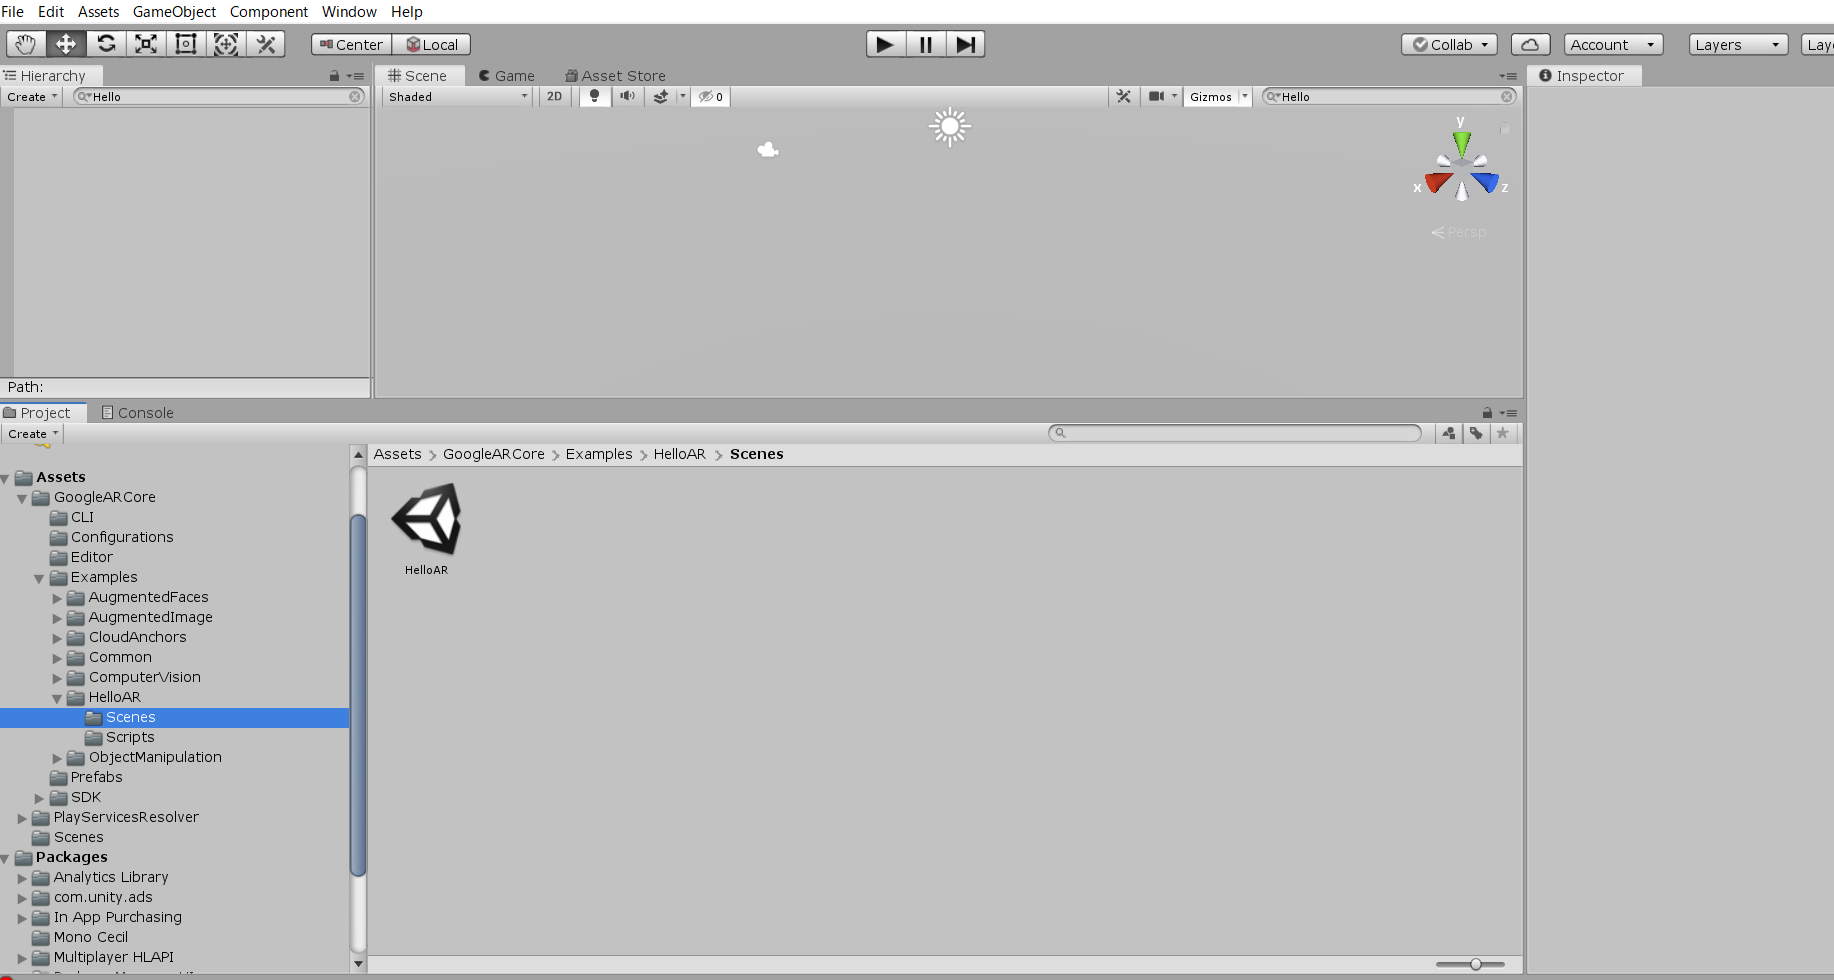 File Edit Assets GameObject Component Window Help
Center Local Collab Account Layers Lay
Hierarchy
Create Hello
Path:
Scene Game Asset Store
Shaded 2D 0 Gizmos Hello
y
x z
Persp
Inspector
Project Console
Create
Assets
GoogleARCore
CLI
Configurations
Editor
Examples
AugmentedFaces
AugmentedImage
CloudAnchors
Common
ComputerVision
HelloAR
Scenes
Scripts
ObjectManipulation
Prefabs
SDK
PlayServicesResolver
Scenes
Packages
Analytics Library
com.unity.ads
In App Purchasing
Mono Cecil
Multiplayer HLAPI
Assets > GoogleARCore > Examples > HelloAR > Scenes
HelloAR